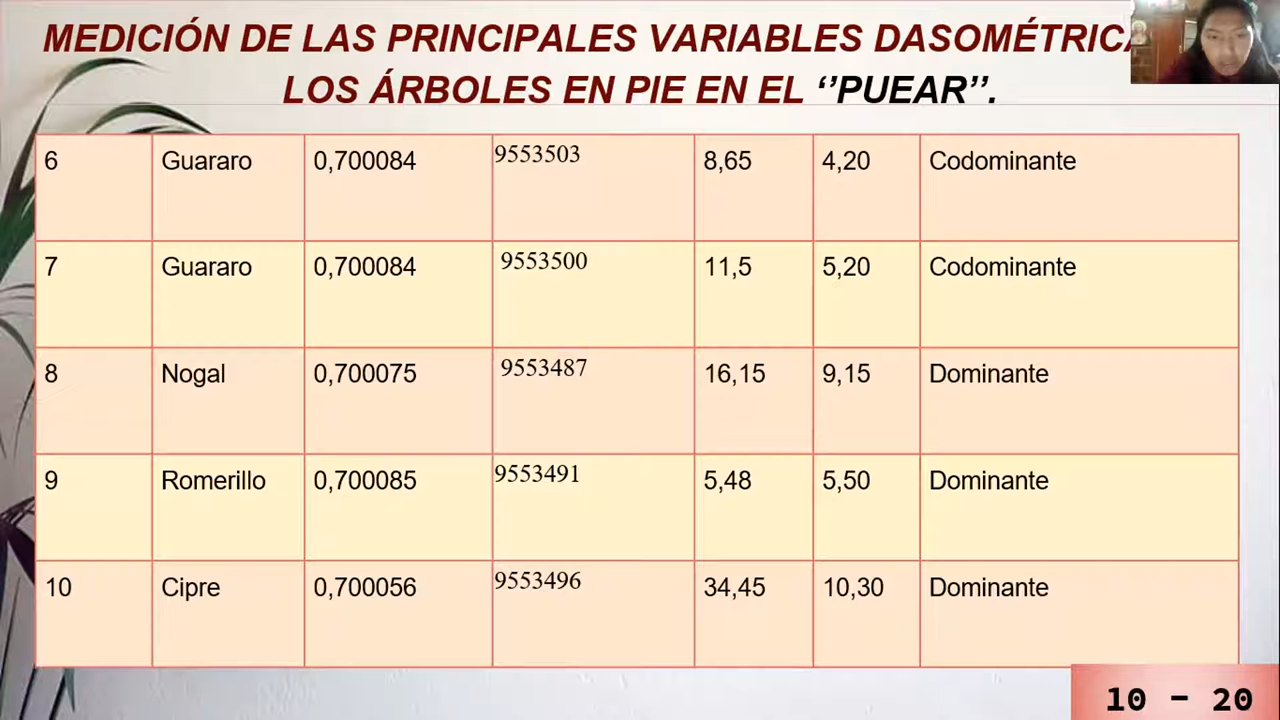 MEDICIÓN DE LAS PRINCIPALES VARIABLES
LOS ÁRBOLES EN PIE EN EL ‘’PUEAR’’.
6 Guararo 0,700084 9553503 8,65 4,20 Codominante
7 Guararo 0,700084 9553500 11,5 5,20 Codominante
8 Nogal 0,700075 9553487 16,15 9,15 Dominante
9 Romerillo 0,700085 9553491 5,48 5,50 Dominante
10 Cipre 0,700056 9553496 34,45 10,30 Dominante
10 - 20